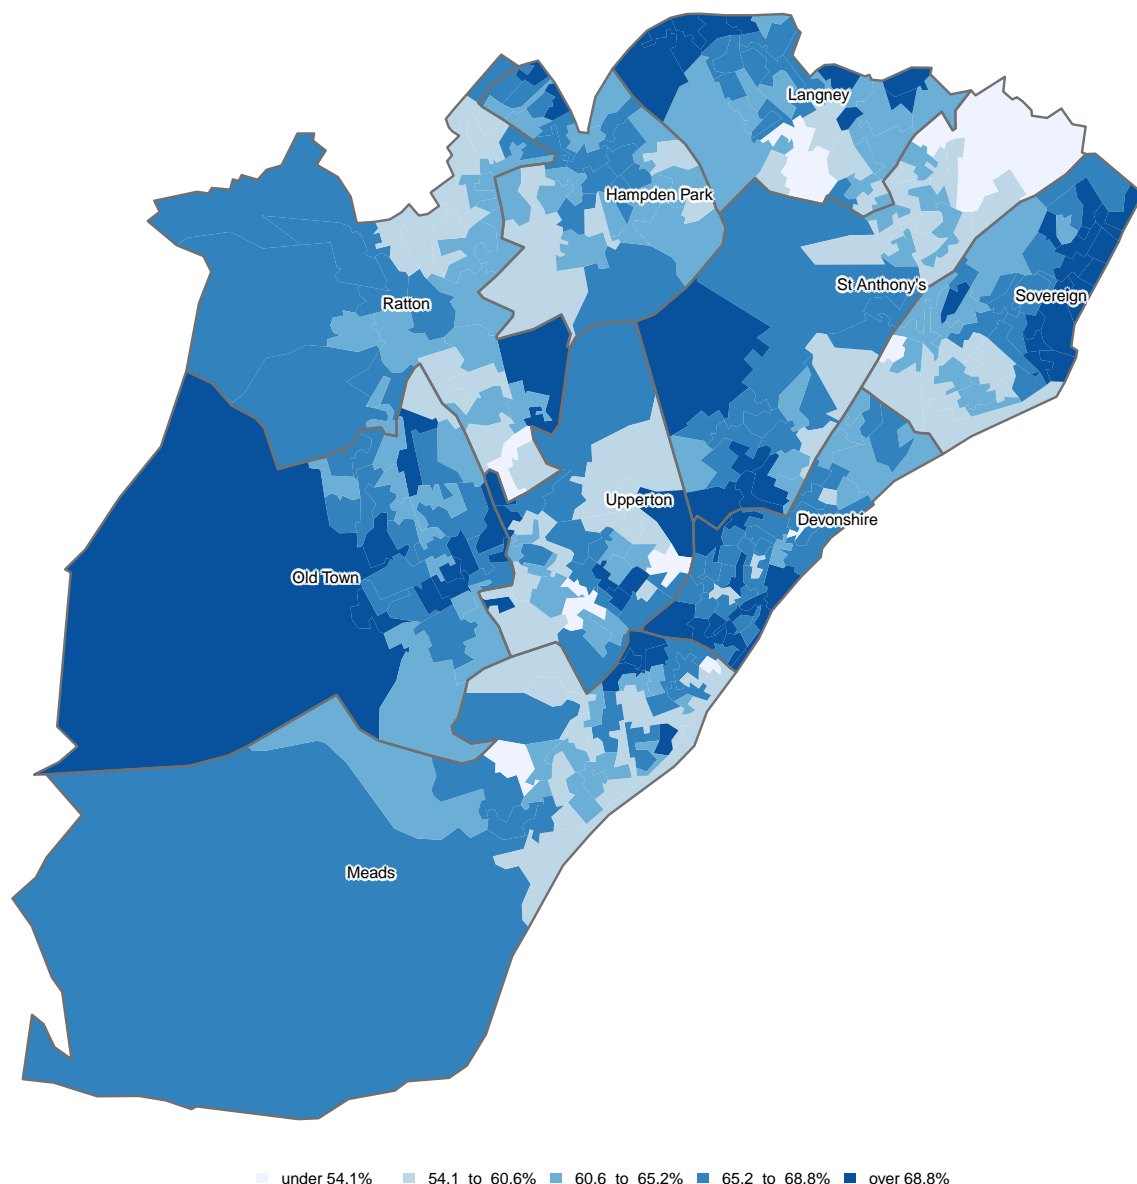 Langney
Hampden Park
St Anthony's
Sovereign
Ratton
Upperton
Devonshire
Old Town
Meads
under 54.1% 54.1 to 60.6% 60.6 to 65.2% 65.2 to 68.8% over 68.8%